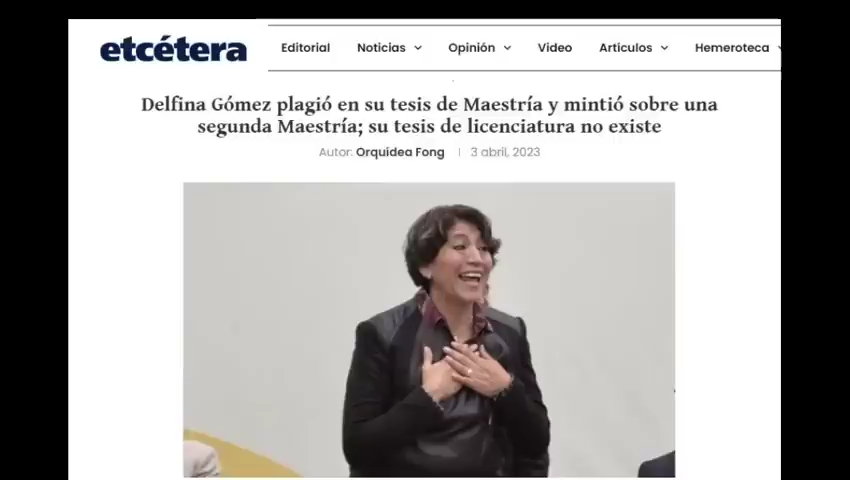 etcétera
Editorial Noticias Opinión Video Artículos Hemeroteca
Delfina Gómez plagió en su tesis de Maestría y mintió sobre una
segunda Maestría; su tesis de licenciatura no existe
Autor: Orquídea Fong | 3 abril, 2023